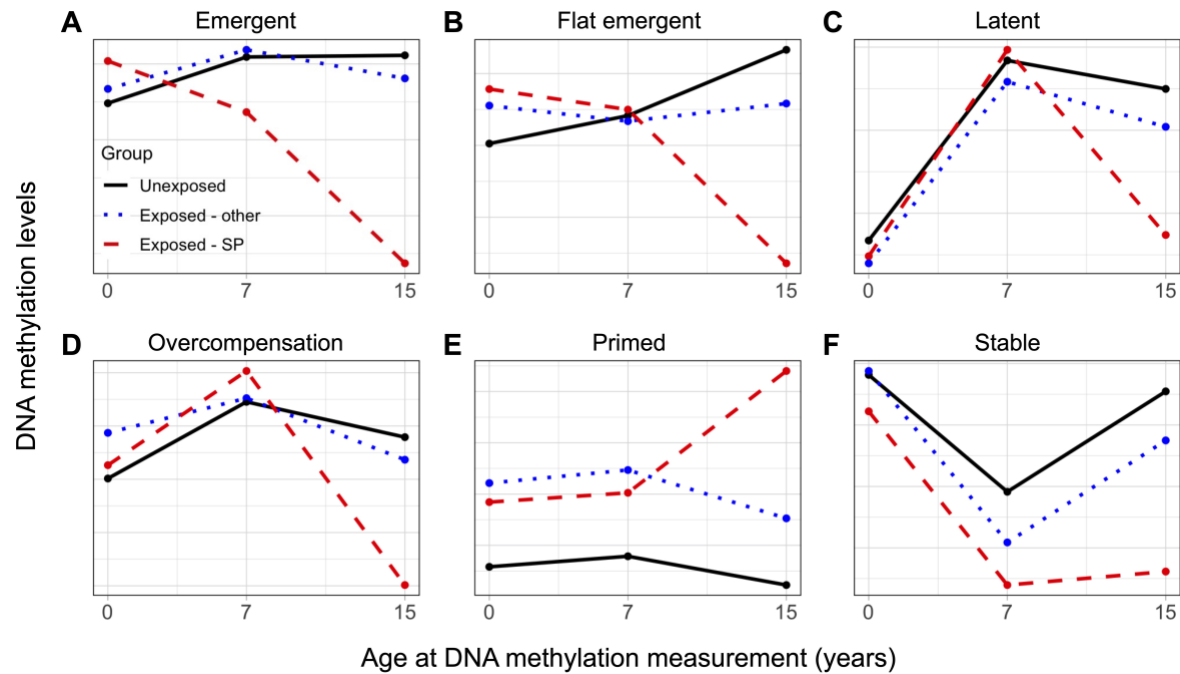 A Emergent
B Flat emergent
C Latent
Group
Unexposed
Exposed - other
Exposed - SP
0 7 15
0 7 15
0 7 15
D Overcompensation
E Primed
F Stable
0 7 15
0 7 15
0 7 15
DNA methylation levels
Age at DNA methylation measurement (years)